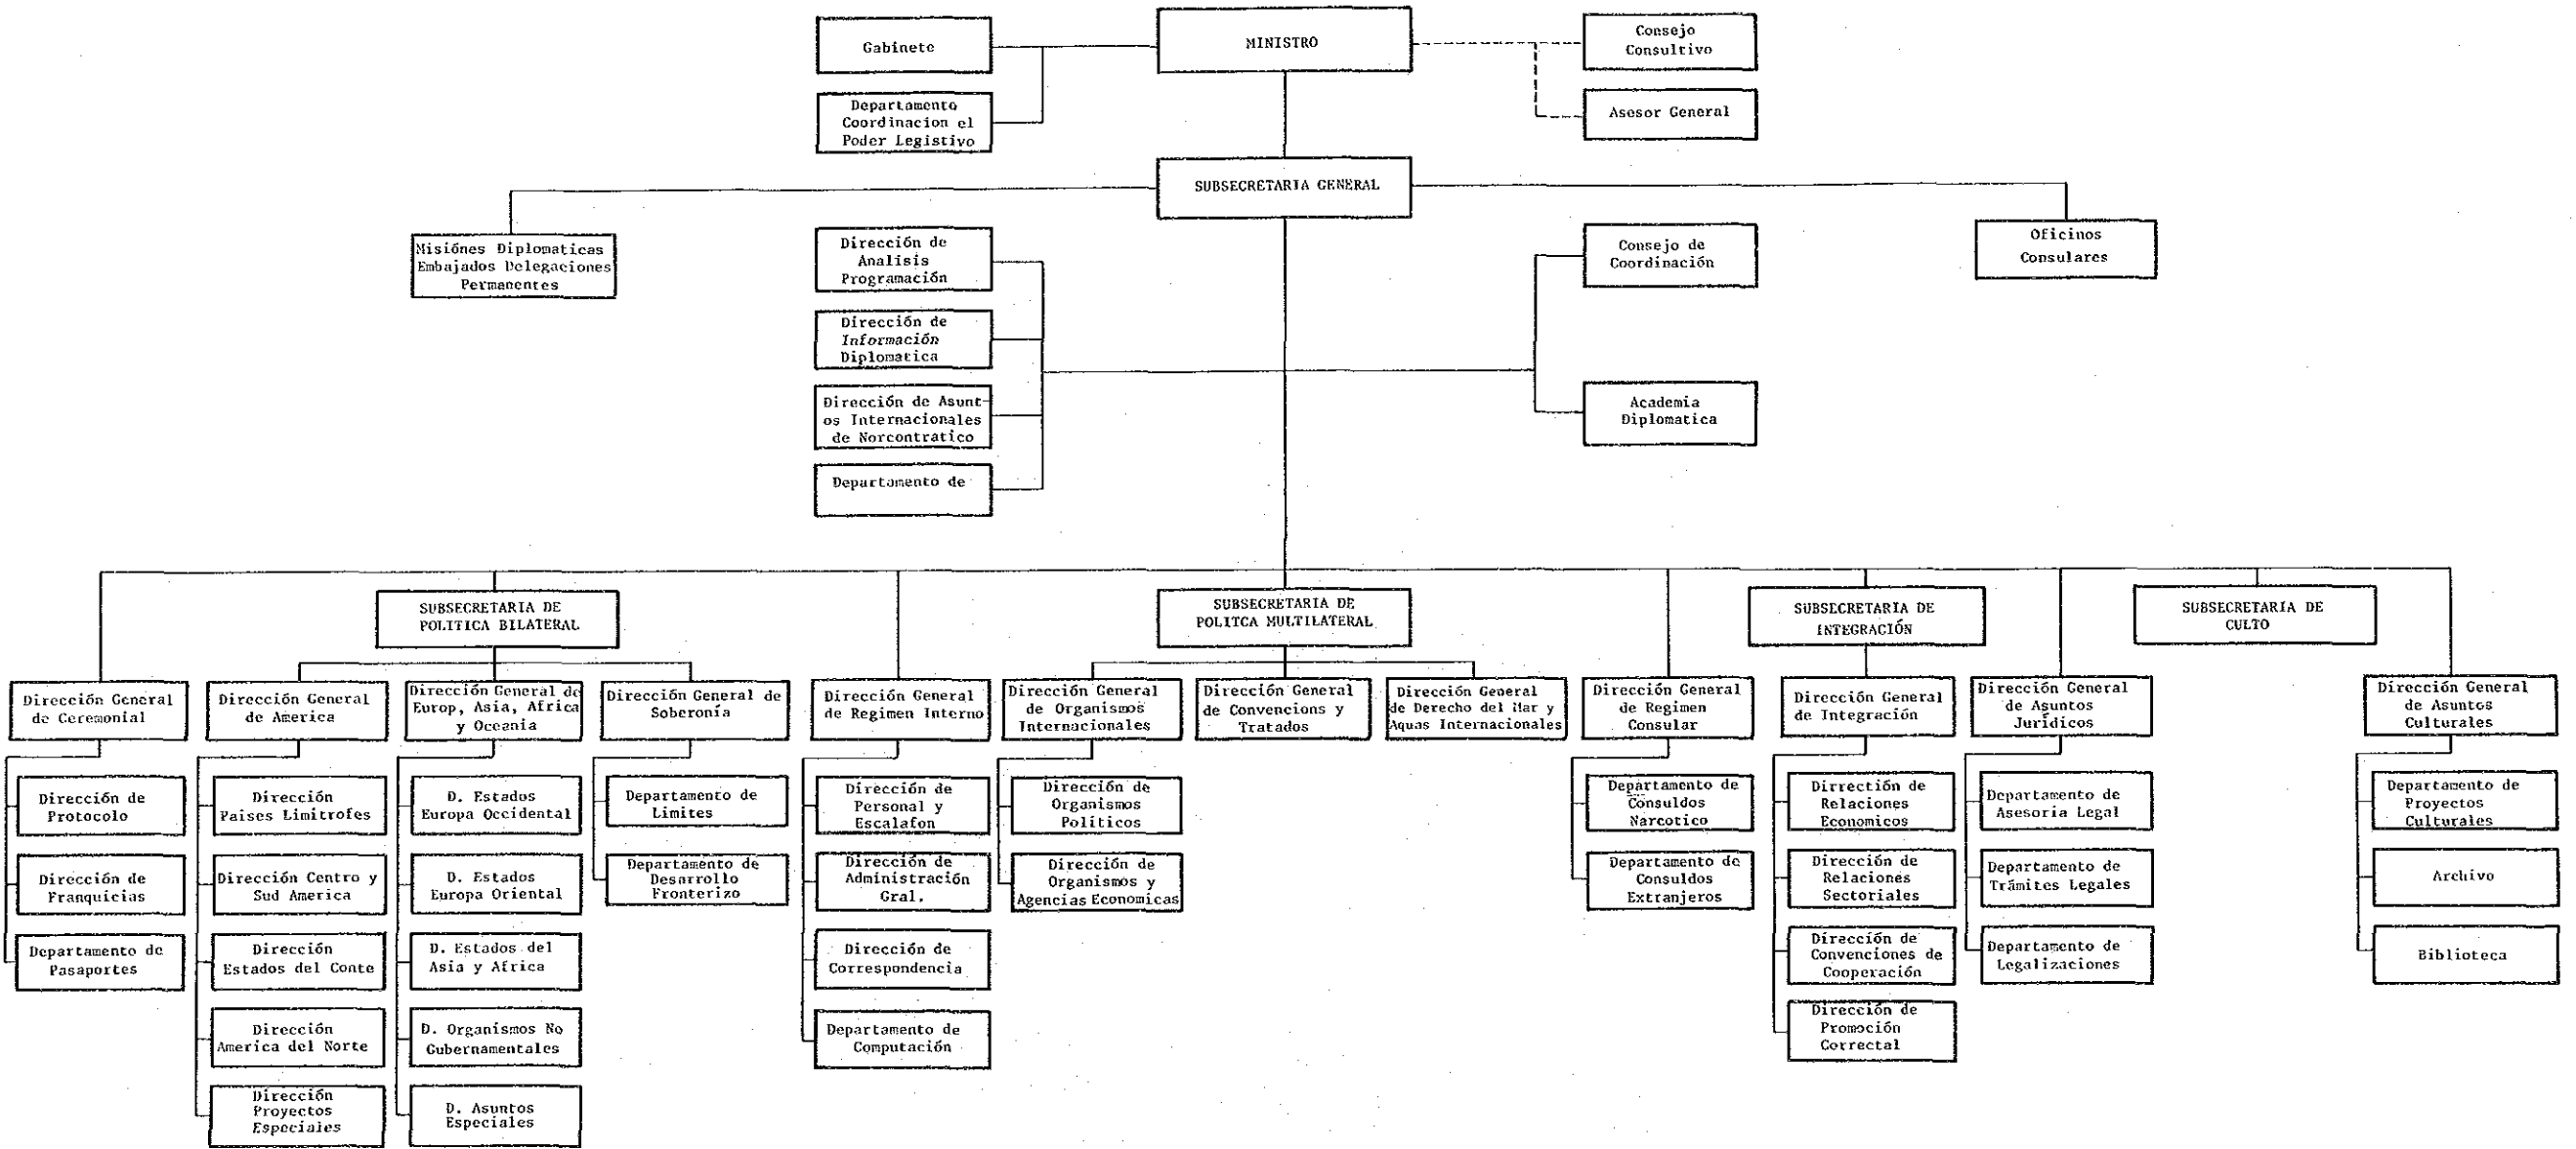 Gabinete
MINISTRO
Consejo
Consultivo
Departamento
Coordinacion el
Poder Legistivo
Asesor General
SUBSECRETARIA GENERAL
Misiónes Diplomaticas
Embajados Delegaciones
Permanentes
Dirección de
Analisis
Programación
Consejo de
Coordinación
Oficinos
Consulares
Dirección de
Información
Diplomatica
Dirección de Asunt-
os Internacionales
de Norcontratico
Academia
Diplomatica
Departamento de
SUBSECRETARIA DE
POLITICA BILATERAL
SUBSECRETARIA DE
POLITCA MULTILATERAL
SUBSECRETARIA DE
INTEGRACIÓN
SUBSECRETARIA DE
CULTO
Dirección General
de Ceremonial
Dirección General
de America
Dirección General de
Europ, Asia, Africa
y Oceania
Dirección General de
Soberonía
Dirección General
de Regimen Interno
Dirección General
de Organismos
Internacionales
Dirección General
de Convencions y
Tratados
Dirección General
de Derecho del Mar y
Aquas Internacionales
Dirección General
de Regimen
Consular
Dirección General
de Integración
Dirección General
de Asuntos
Jurídicos
Dirección General
de Asuntos
Culturales
Dirección de
Protocolo
Dirección de
Franquicias
Departamento de
Pasaportes
Dirección
Paises Limitrofes
Dirección Centro y
Sud America
Dirección
Estados del Conte
Dirección
America del Norte
Dirección
Proyectos
Especiales
D. Estados
Europa Occidental
D. Estados
Europa Oriental
D. Estados del
Asia y Africa
D. Organismos No
Gubernamentales
D. Asuntos
Especiales
Departamento de
Limites
Departamento de
Desarrollo
Fronterizo
Dirección de
Personal y
Escalafon
Dirección de
Administración
Gral.
Dirección de
Correspondencia
Departamento de
Computación
Dirección de
Organismos
Políticos
Dirección de
Organismos y
Agencias Economicas
Departamento de
Consuldos
Narcotico
Departamento de
Consuldos
Extranjeros
Dirrectión de
Relaciones
Economicos
Dirección de
Relaciones
Sectoriales
Dirección de
Convenciones de
Cooperación
Dirección de
Promoción
Correctal
Departamento de
Asesoria Legal
Departamento de
Trámites Legales
Departamento de
Legalizaciones
Departamento de
Proyectos
Culturales
Archivo
Biblioteca